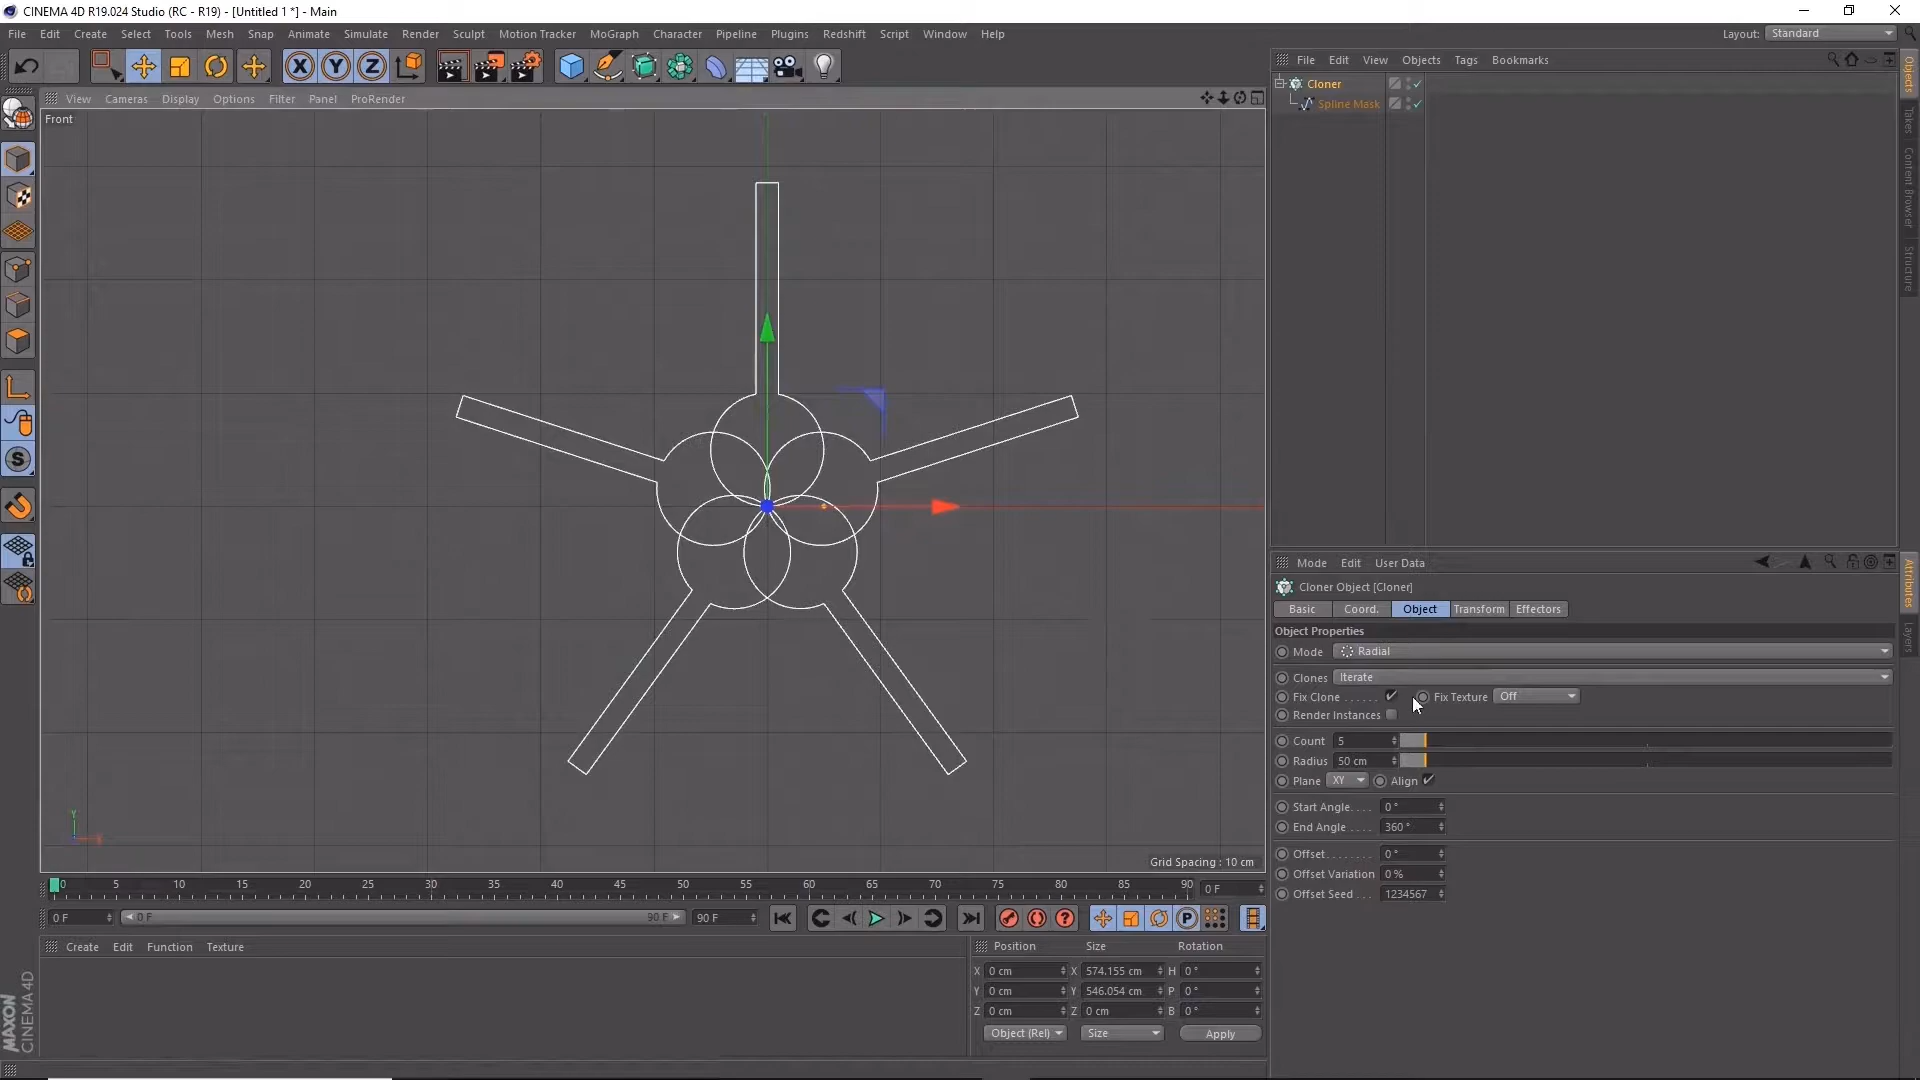 CINEMA 4D R19.024 Studio (RC - R19) - [Untitled 1 *] - Main
File Edit Create Select Tools Mesh Snap Animate Simulate Render Sculpt Motion Tracker MoGraph Character Pipeline Plugins Redshift Script Window Help
Layout: Standard
View Cameras Display Options Filter Panel ProRender
Front
Y
Grid Spacing : 10 cm
0 5 10 15 20 25 30 35 40 45 50 55 60 65 70 75 80 85 90 0 F
0 F 0 F 90 F 90 F
Create Edit Function Texture
MAXON
CINEMA 4D
Position Size Rotation
X 0 cm X 574.155 cm H 0 °
Y 0 cm Y 546.054 cm P 0 °
Z 0 cm Z 0 cm B 0 °
Object (Rel) Size Apply
File Edit View Objects Tags Bookmarks
Cloner
Spline Mask
Objects
Takes
Content Browser
Structure
Mode Edit User Data
Cloner Object [Cloner]
Basic Coord. Object Transform Effectors
Object Properties
Mode Radial
Clones Iterate
Fix Clone . . . . . . Fix Texture Off
Render Instances
Count 5
Radius 50 cm
Plane XY Align
Start Angle. . . . 0 °
End Angle . . . . 360 °
Offset. . . . . . . . 0 °
Offset Variation 0 %
Offset Seed . . . 1234567
Attributes
Layers